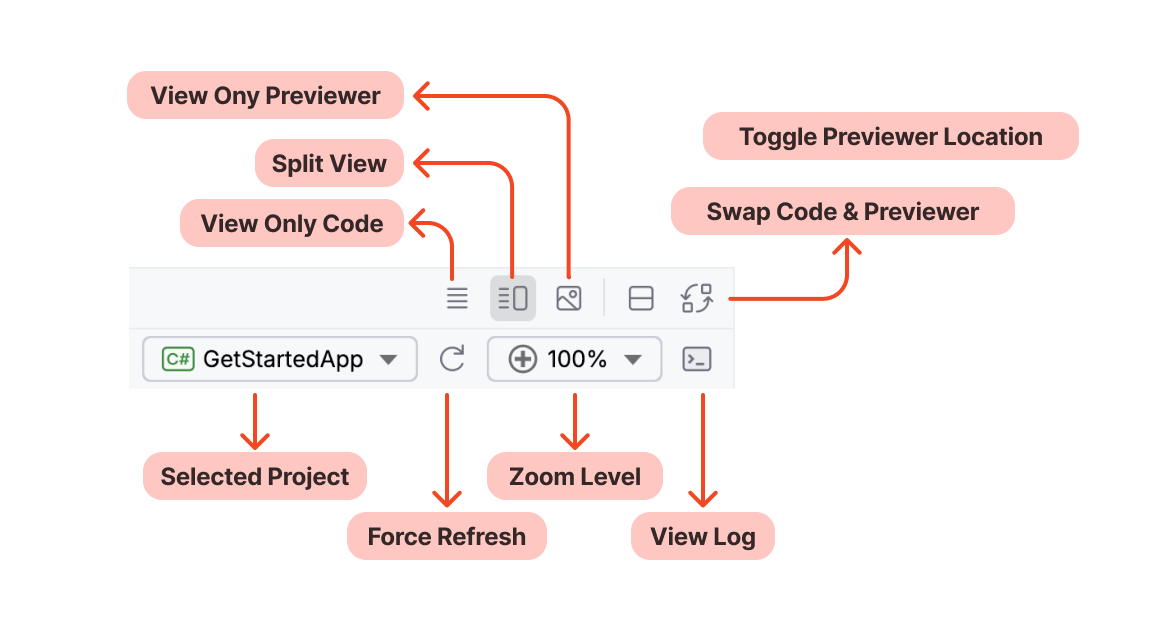 View Ony Previewer
Toggle Previewer Location
Split View
Swap Code & Previewer
View Only Code
C# GetStartedApp
100%
Selected Project
Zoom Level
Force Refresh
View Log